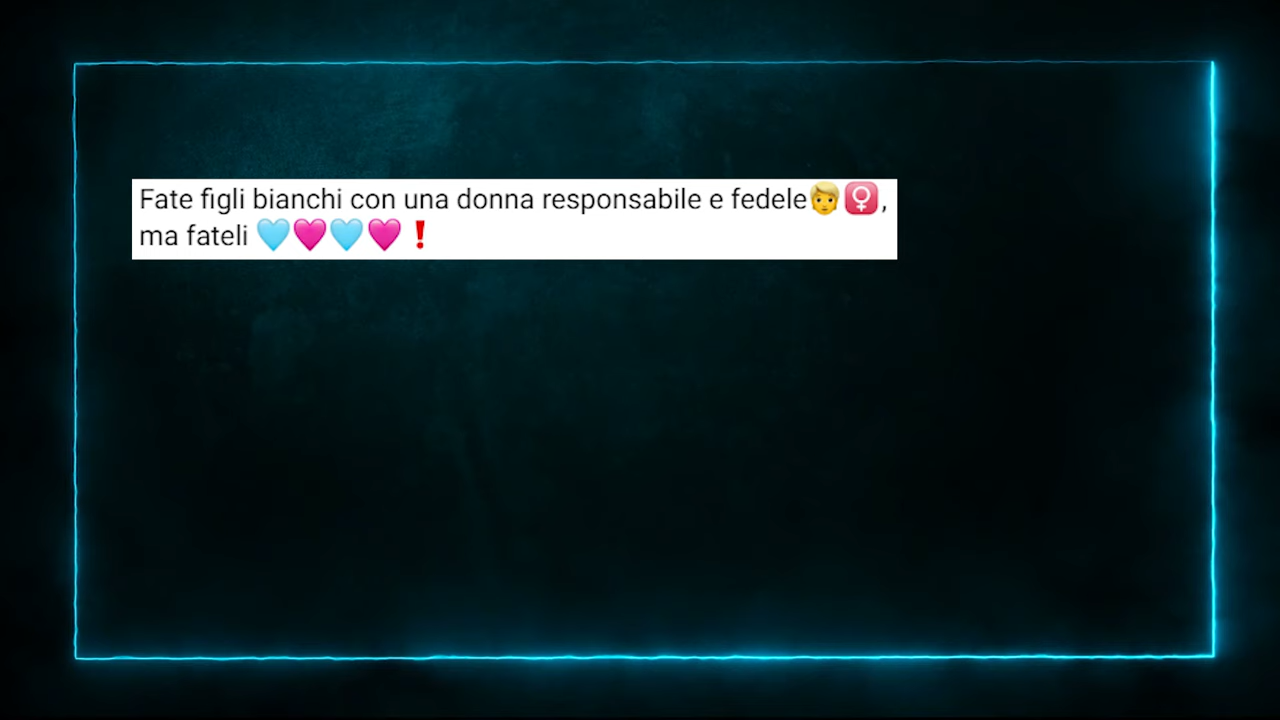 Fate figli bianchi con una donna responsabile e fedele🧒♀️,
ma fateli 🩵🩷🩵🩷❗